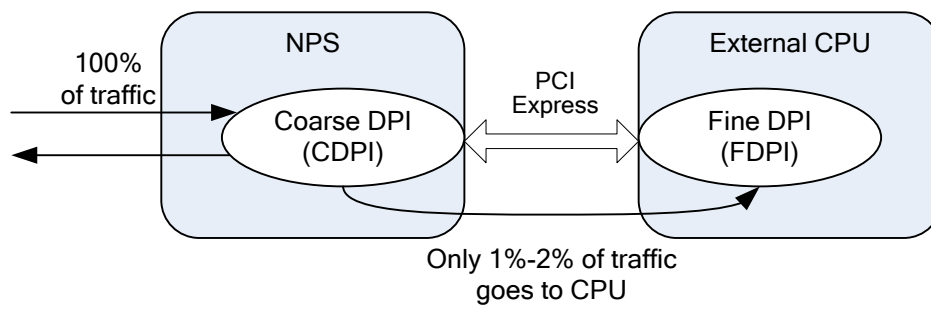 NPS
External CPU
100%
of traffic
PCI
Express
Coarse DPI
(CDPI)
Fine DPI
(FDPI)
Only 1%-2% of traffic
goes to CPU